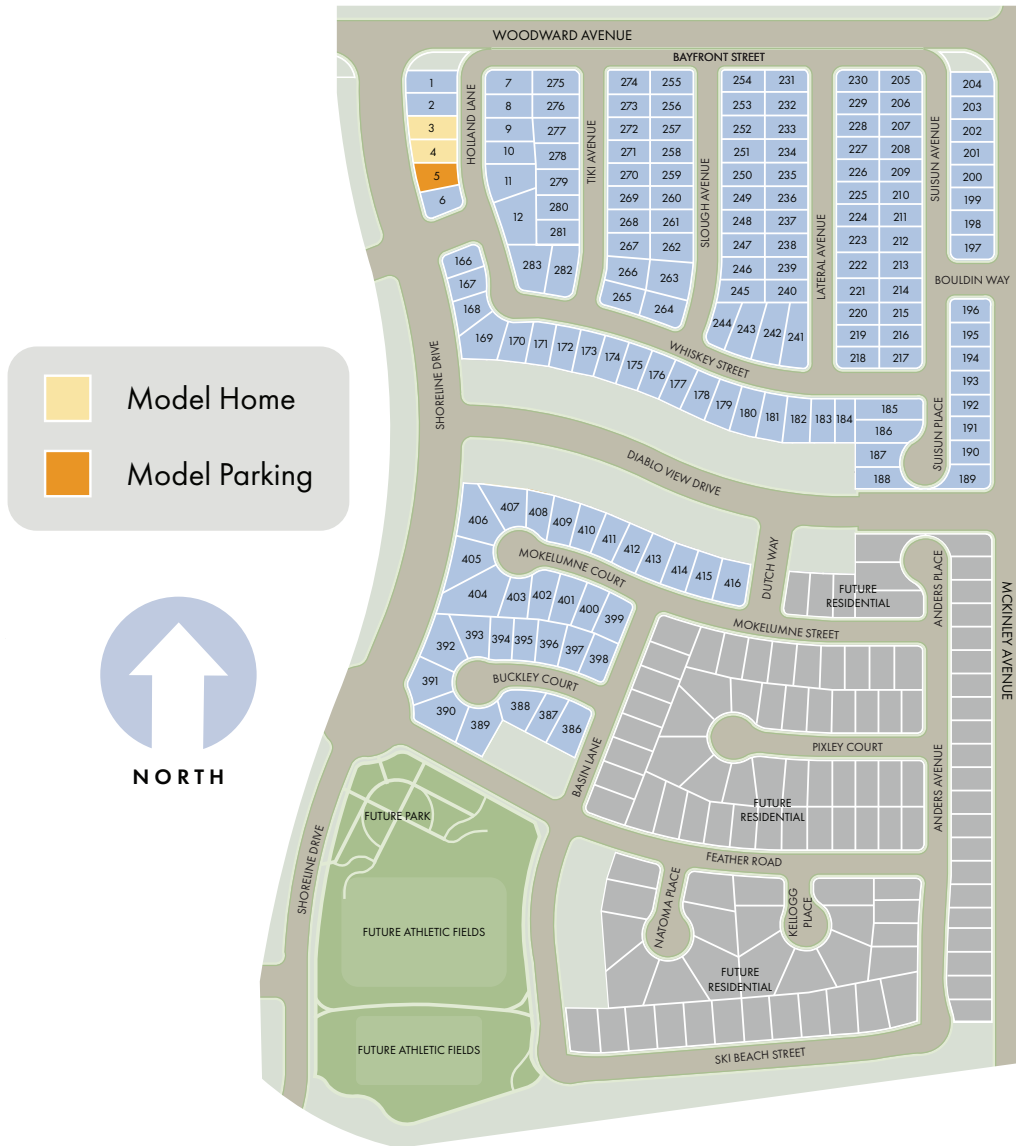 WOODWARD AVENUE
BAYFRONT STREET
HOLLAND LANE
TIKI AVENUE
SLOUGH AVENUE
LATERAL AVENUE
SUISUN AVENUE
BOULDIN WAY
1
2
3
4
5
6
7 275
8 276
9 277
10 278
11 279
12 280
281
283 282
274 255
273 256
272 257
271 258
270 259
269 260
268 261
267 262
266 263
265 264
254 231
253 232
252 233
251 234
250 235
249 236
248 237
247 238
246 239
245 240
244 243 242 241
230 205
229 206
228 207
227 208
226 209
225 210
224 211
223 212
222 213
221 214
220 215
219 216
218 217
204
203
202
201
200
199
198
197
196
195
194
193
192
191
190
189
166
167
168
169 170 171 172 173 174 175 176 177 178 179 180 181 182 183 184
185
186
187
188
WHISKEY STREET
SUISUN PLACE
SHORELINE DRIVE
DIABLO VIEW DRIVE
Model Home
Model Parking
NORTH
406 407 408 409 410 411 412 413 414 415 416
405
404 403 402 401 400 399
MOKELUMNE COURT
DUTCH WAY
392 393 394 395 396 397 398
391
390 389 388 387 386
BUCKLEY COURT
BASIN LANE
FUTURE
RESIDENTIAL
ANDERS PLACE
MCKINLEY AVENUE
MOKELUMNE STREET
PIXLEY COURT
ANDERS AVENUE
FUTURE
RESIDENTIAL
FEATHER ROAD
FUTURE PARK
SHORELINE DRIVE
FUTURE ATHLETIC FIELDS
FUTURE ATHLETIC FIELDS
NATOMA PLACE
KELLOGG
PLACE
FUTURE
RESIDENTIAL
SKI BEACH STREET